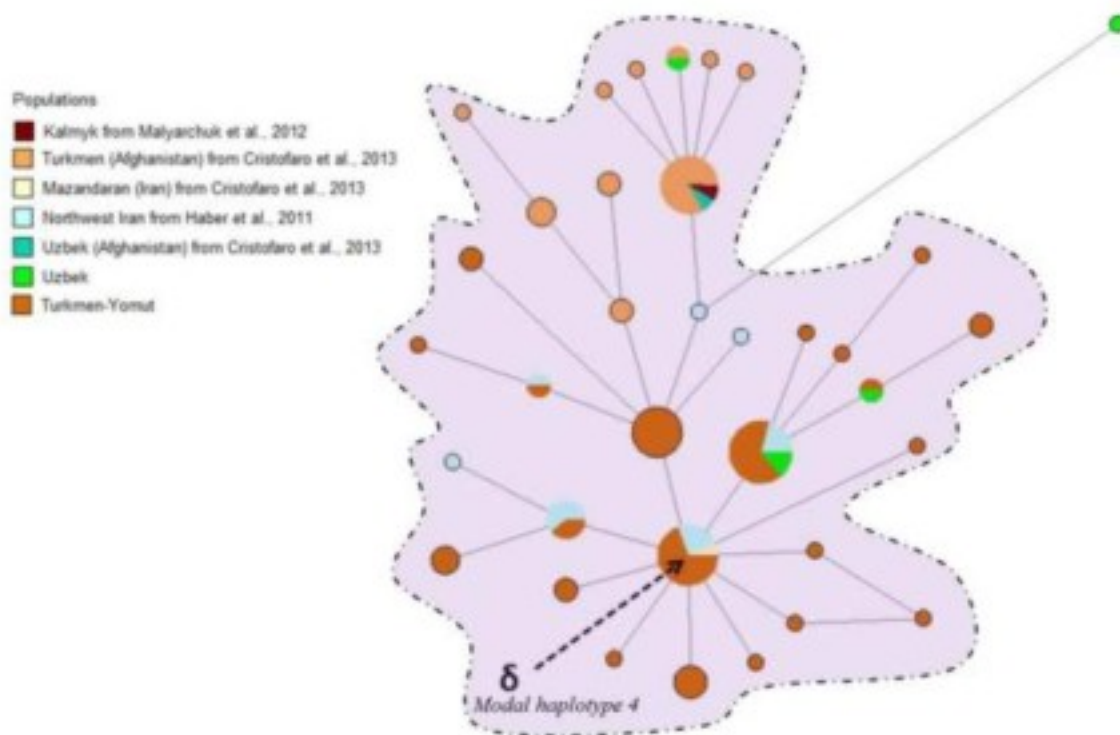 Populations
Kalmyk from Malyarchuk et al., 2012
Turkmen (Afghanistan) from Cristofaro et al., 2013
Mazandaran (Iran) from Cristofaro et al., 2013
Northwest Iran from Haber et al., 2011
Uzbek (Afghanistan) from Cristofaro et al., 2013
Uzbek
Turkmen-Yomut
δ
Modal haplotype 4